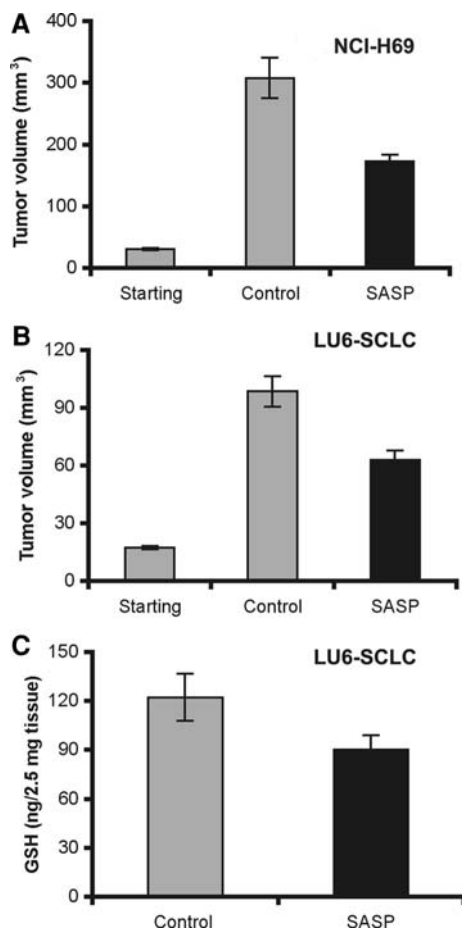 A
NCI-H69
Tumor volume (mm³)
400
300
200
100
0
Starting Control SASP
B
LU6-SCLC
Tumor volume (mm³)
120
90
60
30
0
Starting Control SASP
C
LU6-SCLC
GSH (ng/2.5 mg tissue)
150
120
90
60
30
0
Control SASP